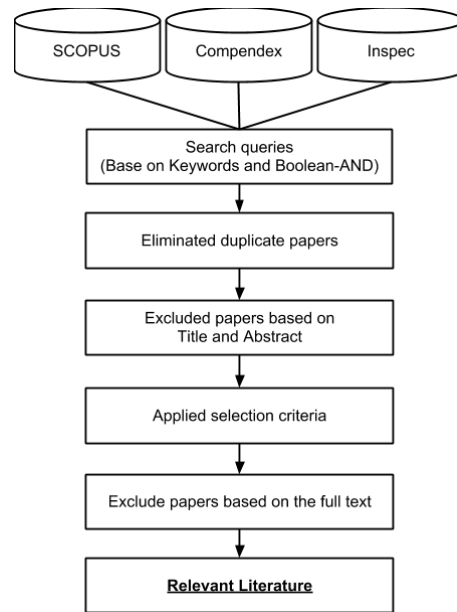 SCOPUS
Compendex
Inspec
Search queries
(Base on Keywords and Boolean-AND)
Eliminated duplicate papers
Excluded papers based on
Title and Abstract
Applied selection criteria
Exclude papers based on the full text
Relevant Literature